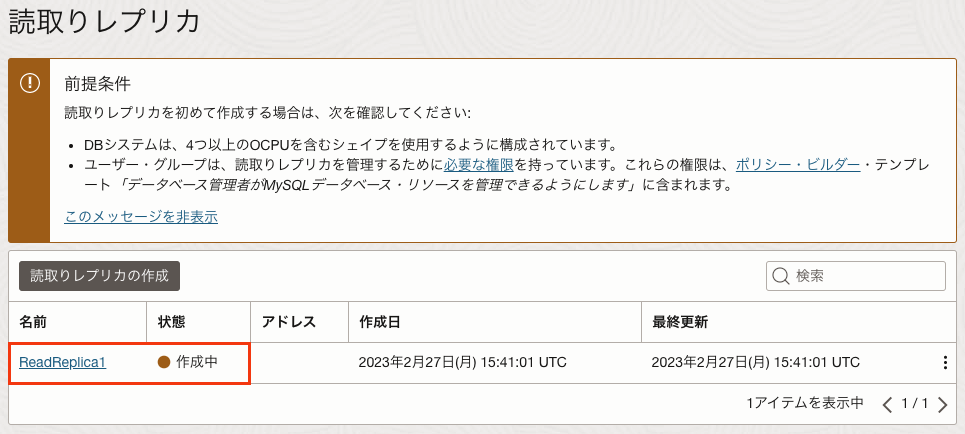 読取りレプリカ
前提条件
読取りレプリカを初めて作成する場合は、次を確認してください:
• DBシステムは、4つ以上のOCPUを含むシェイプを使用するように構成されています。
• ユーザー・グループは、読取りレプリカを管理するために必要な権限を持っています。これらの権限は、ポリシー・ビルダー・テンプレ
ート「データベース管理者がMySQLデータベース・リソースを管理できるようにします」に含まれます。
このメッセージを非表示
読取りレプリカの作成 検索
名前 状態 アドレス 作成日 最終更新
ReadReplica1 作成中 2023年2月27日(月) 15:41:01 UTC 2023年2月27日(月) 15:41:01 UTC
1アイテムを表示中 1 / 1